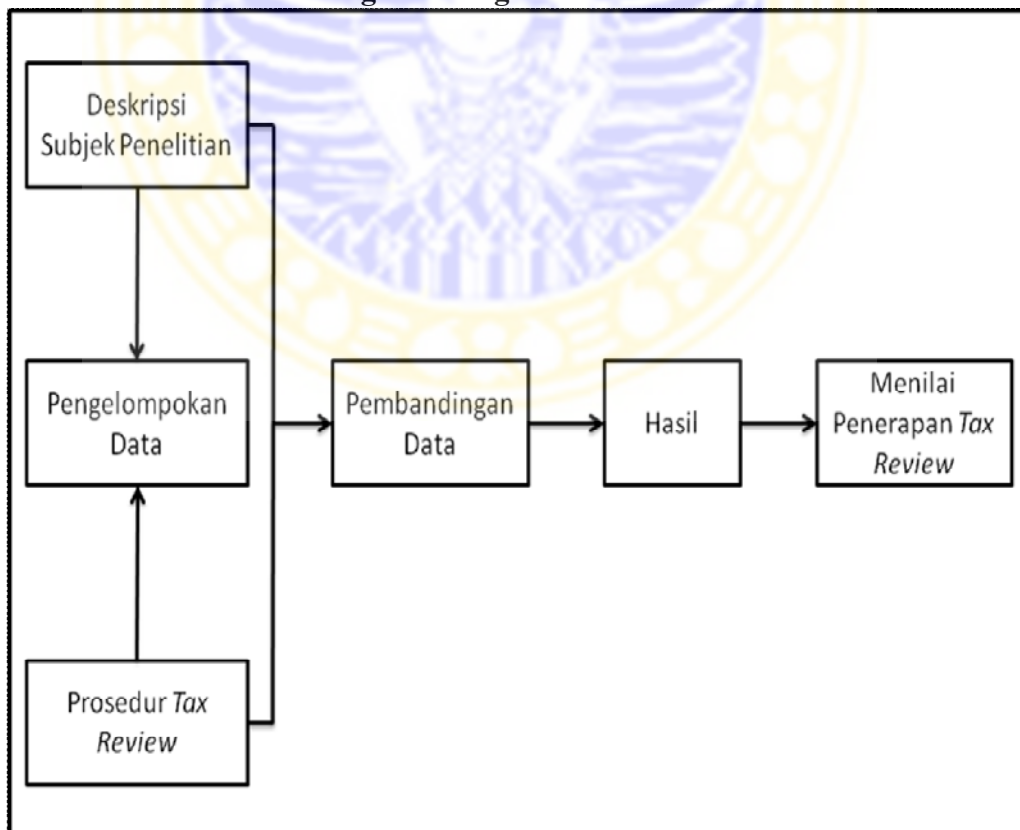 Deskripsi
Subjek Penelitian
Pengelompokan
Data
Pembandingan
Data
Hasil
Menilai
Penerapan Tax
Review
Prosedur Tax
Review